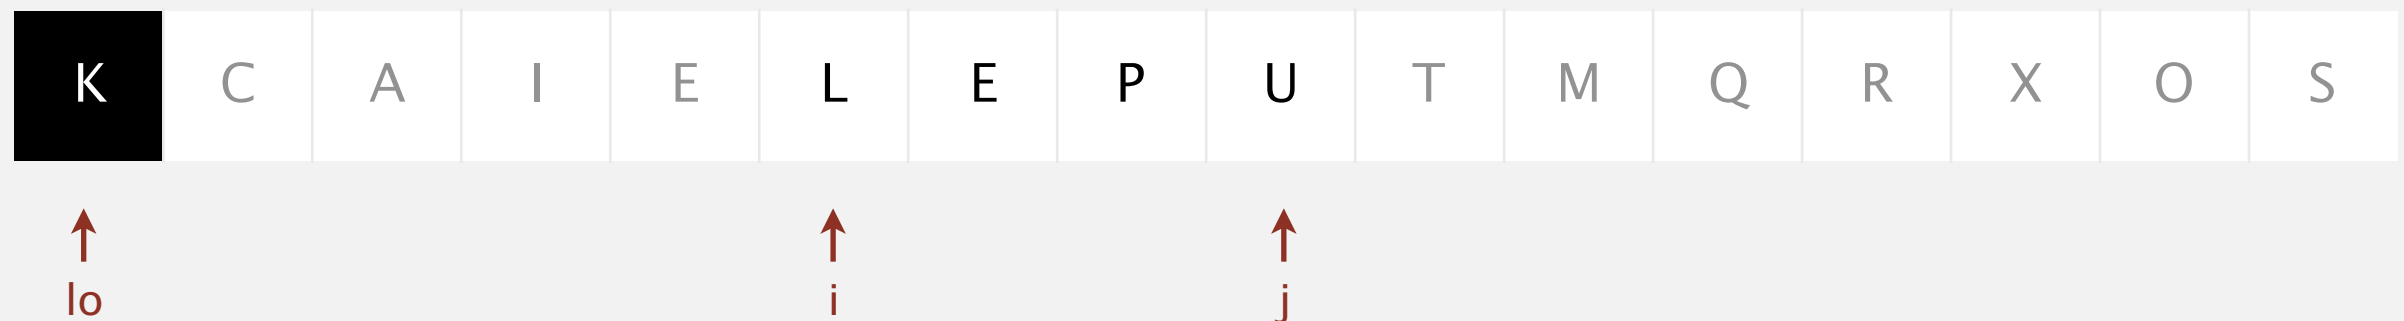 K C A I E L E P U T M Q R X O S
lo i j